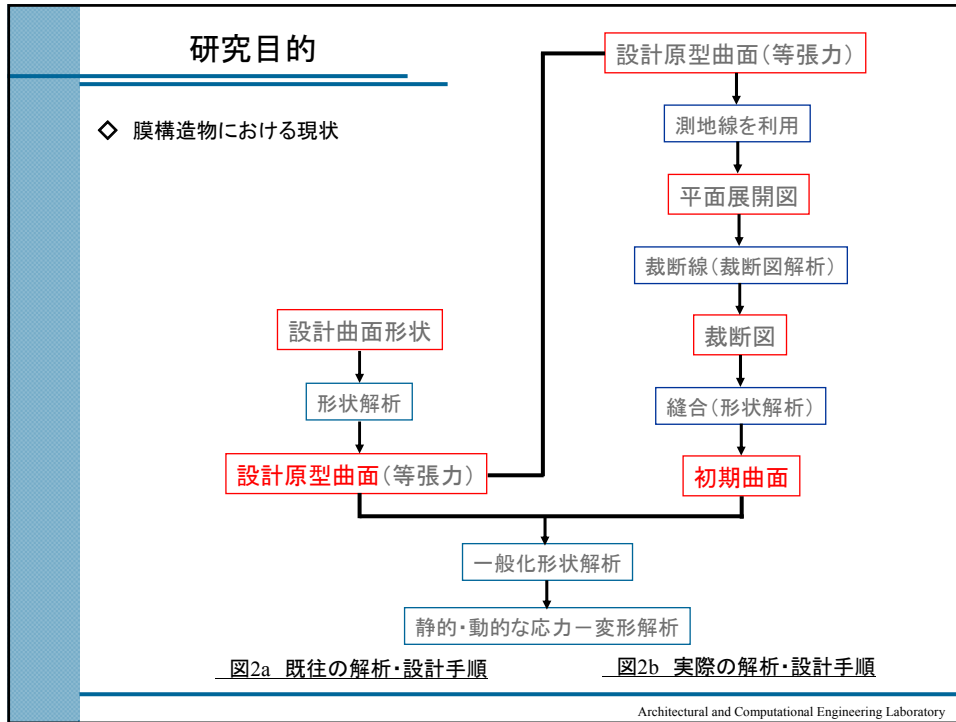 研究目的
◇ 膜構造物における現状
設計曲面形状
形状解析
設計原型曲面(等張力)
設計原型曲面(等張力)
測地線を利用
平面展開図
裁断線(裁断図解析)
裁断図
縫合(形状解析)
初期曲面
一般化形状解析
静的・動的な応力－変形解析
図2a 既往の解析・設計手順
図2b 実際の解析・設計手順
Architectural and Computational Engineering Laboratory